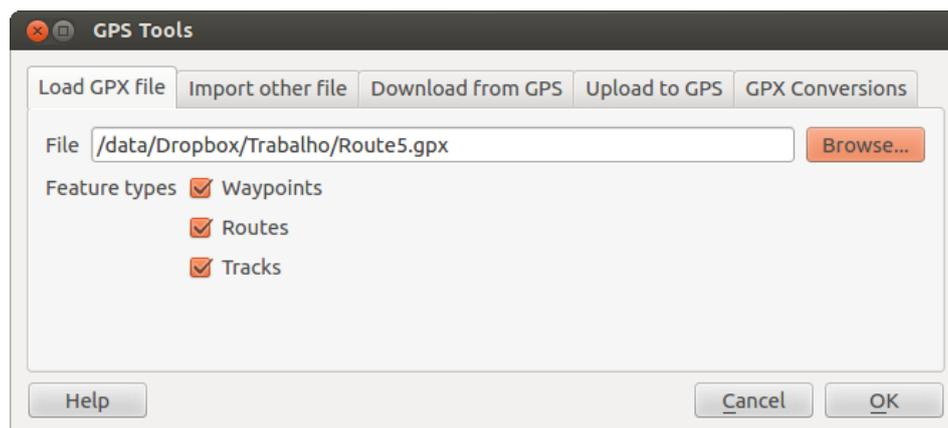 GPS Tools
Load GPX file Import other file Download from GPS Upload to GPS GPX Conversions
File /data/Dropbox/Trabalho/Route5.gpx Browse...
Feature types Waypoints
Routes
Tracks
Help Cancel OK